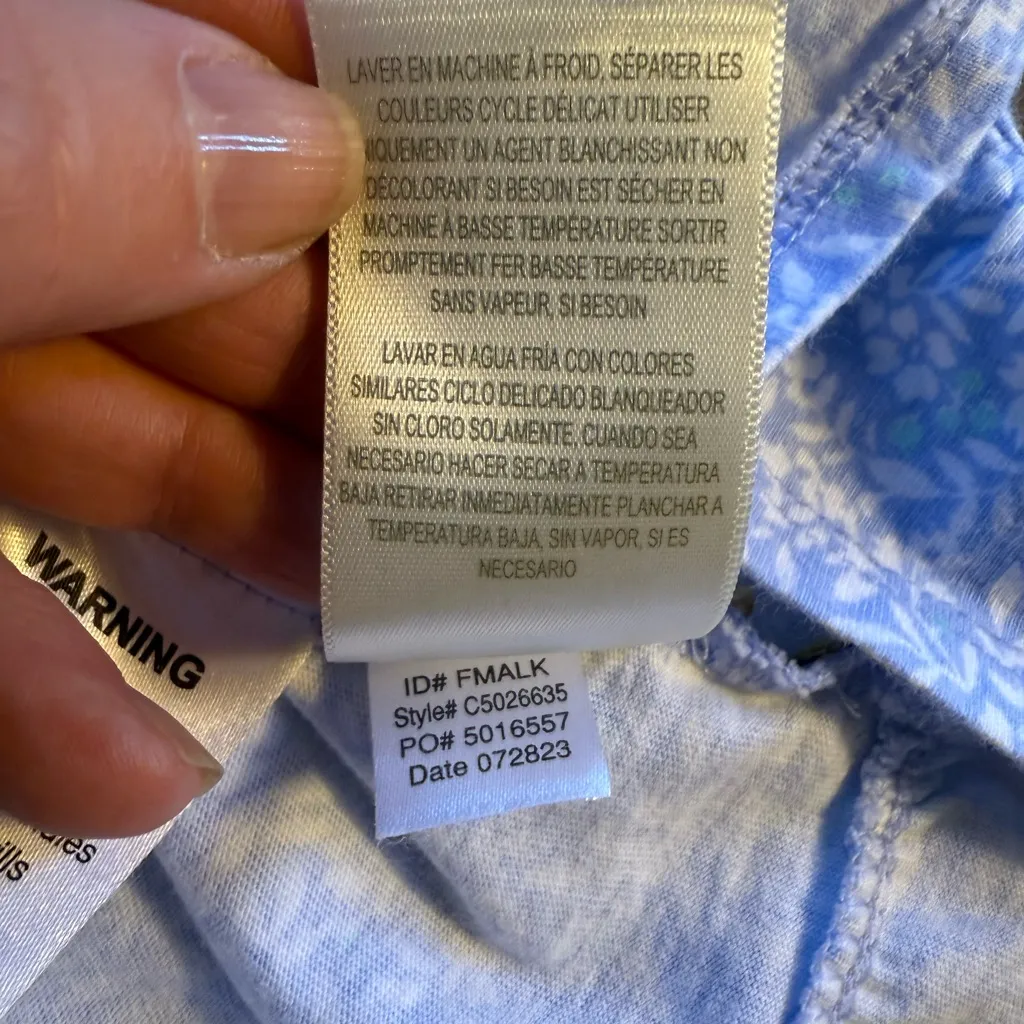 LAVER EN MACHINE À FROID, SÉPARER LES
COULEURS CYCLE DÉLICAT UTILISER
UN AGENT BLANCHISSANT NON
DÉCOLORANT SI BESOIN EST SÉCHER EN
MACHINE À BASSE TEMPÉRATURE SORTIR
PROMPTEMENT FER BASSE TEMPÉRATURE
SANS VAPEUR, SI BESOIN
LAVAR EN AGUA FRÍA CON COLORES
SIMILARES CICLO DELICADO BLANQUEADOR
SIN CLORO SOLAMENTE, CUANDO SEA
NECESARIO HACER SECAR A TEMPERATURA
BAJA RETIRAR INMEDIATAMENTE PLANCHAR A
TEMPERATURA BAJA, SIN VAPOR, SI ES
NECESARIO
ID# FMALK
Style# C5026635
PO# 5016557
Date 072823
WARNING